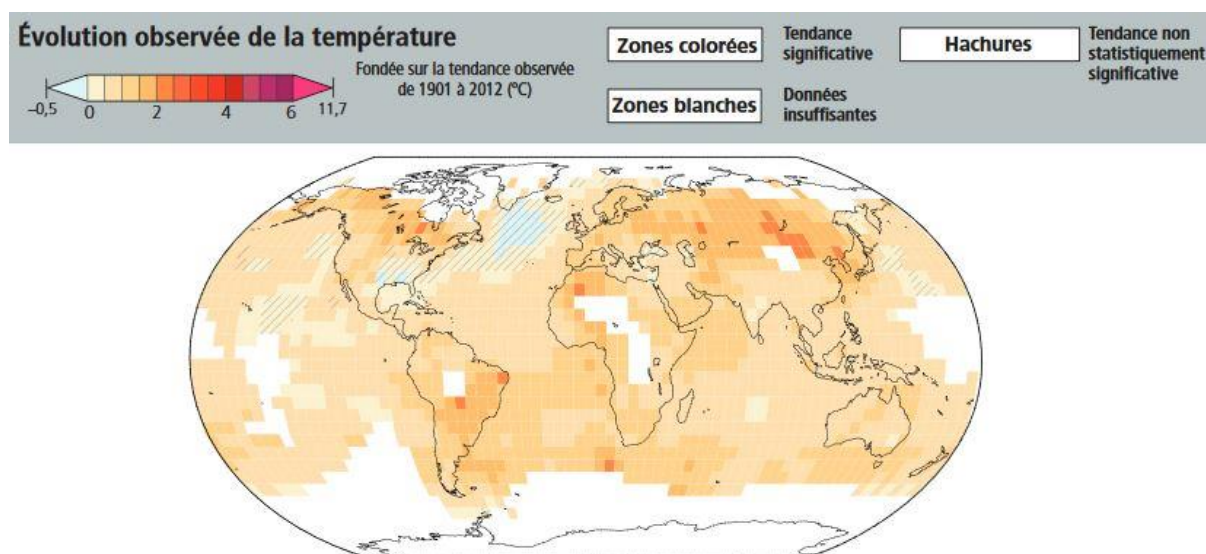 Évolution observée de la température
–0,5 0 2 4 6 11,7
Fondée sur la tendance observée
de 1901 à 2012 (°C)
Zones colorées
Tendance
significative
Zones blanches
Données
insuffisantes
Hachures
Tendance non
statistiquement
significative